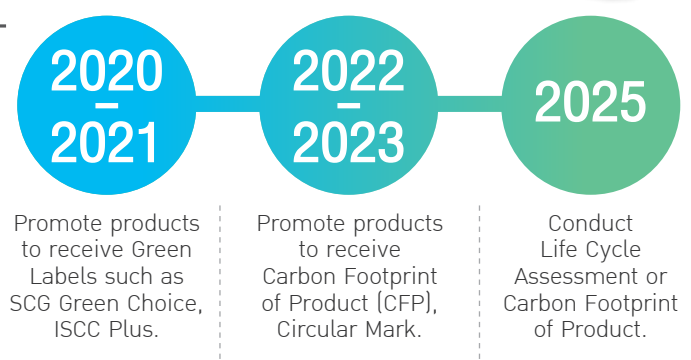 2020
–
2021
2022
–
2023
2025
Promote products
to receive Green
Labels such as
SCG Green Choice,
ISCC Plus.
Promote products
to receive
Carbon Footprint
of Product (CFP),
Circular Mark.
Conduct
Life Cycle
Assessment or
Carbon Footprint
of Product.